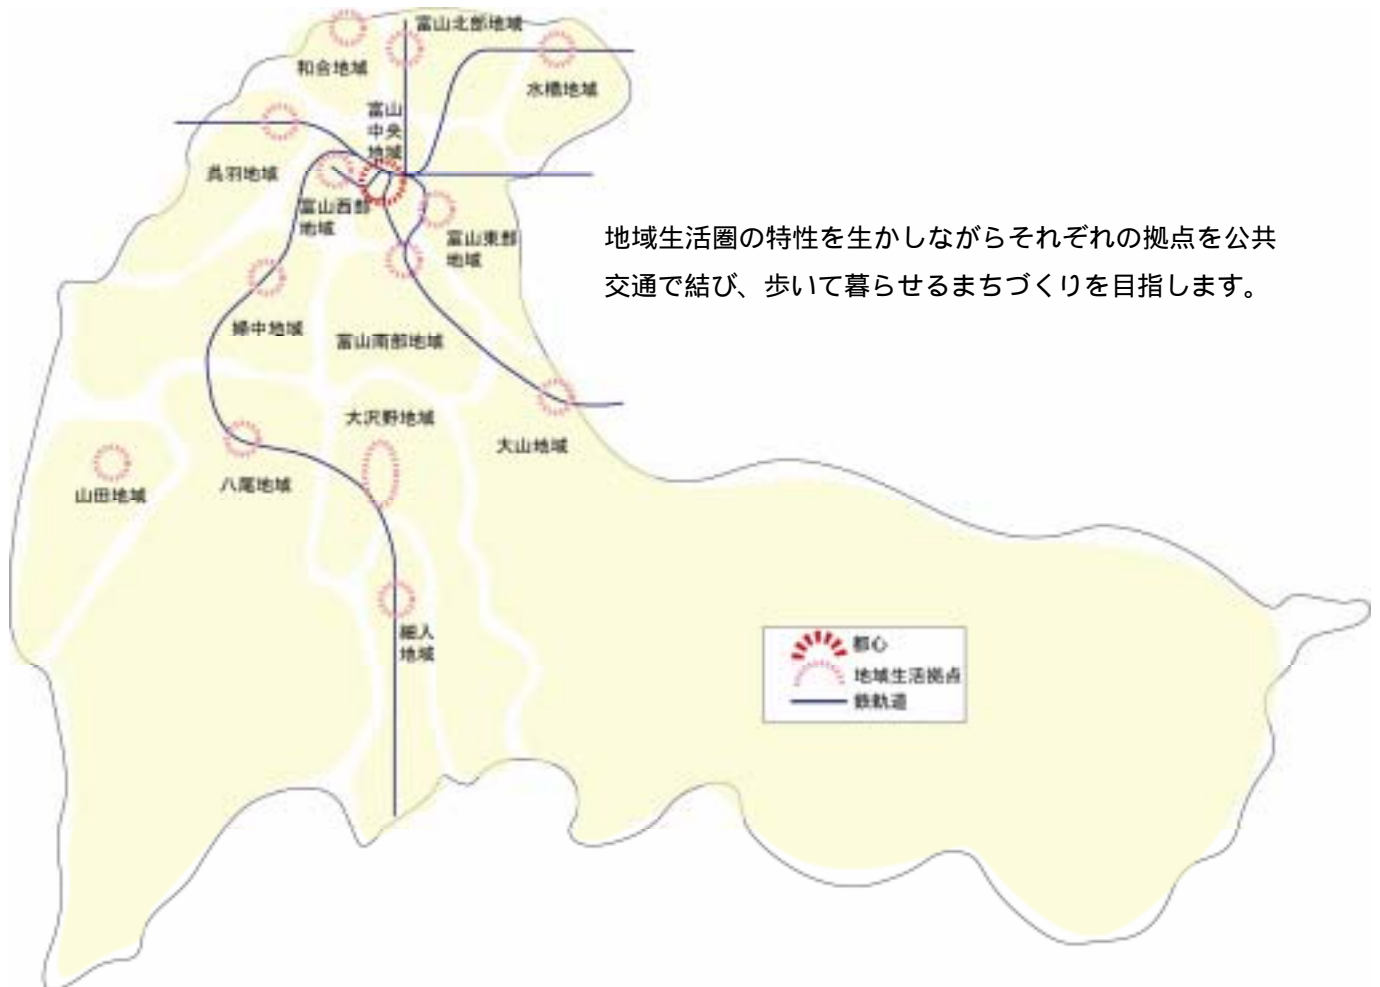 富山北部地域
和合地域
水橋地域
富山
中央
地域
呉羽地域
富山西部
地域
富山東部
地域
地域生活圏の特性を生かしながらそれぞれの拠点を公共
交通で結び、歩いて暮らせるまちづくりを目指します。
婦中地域
富山南部地域
大沢野地域
大山地域
八尾地域
山田地域
細入
地域
都心
地域生活拠点
鉄軌道